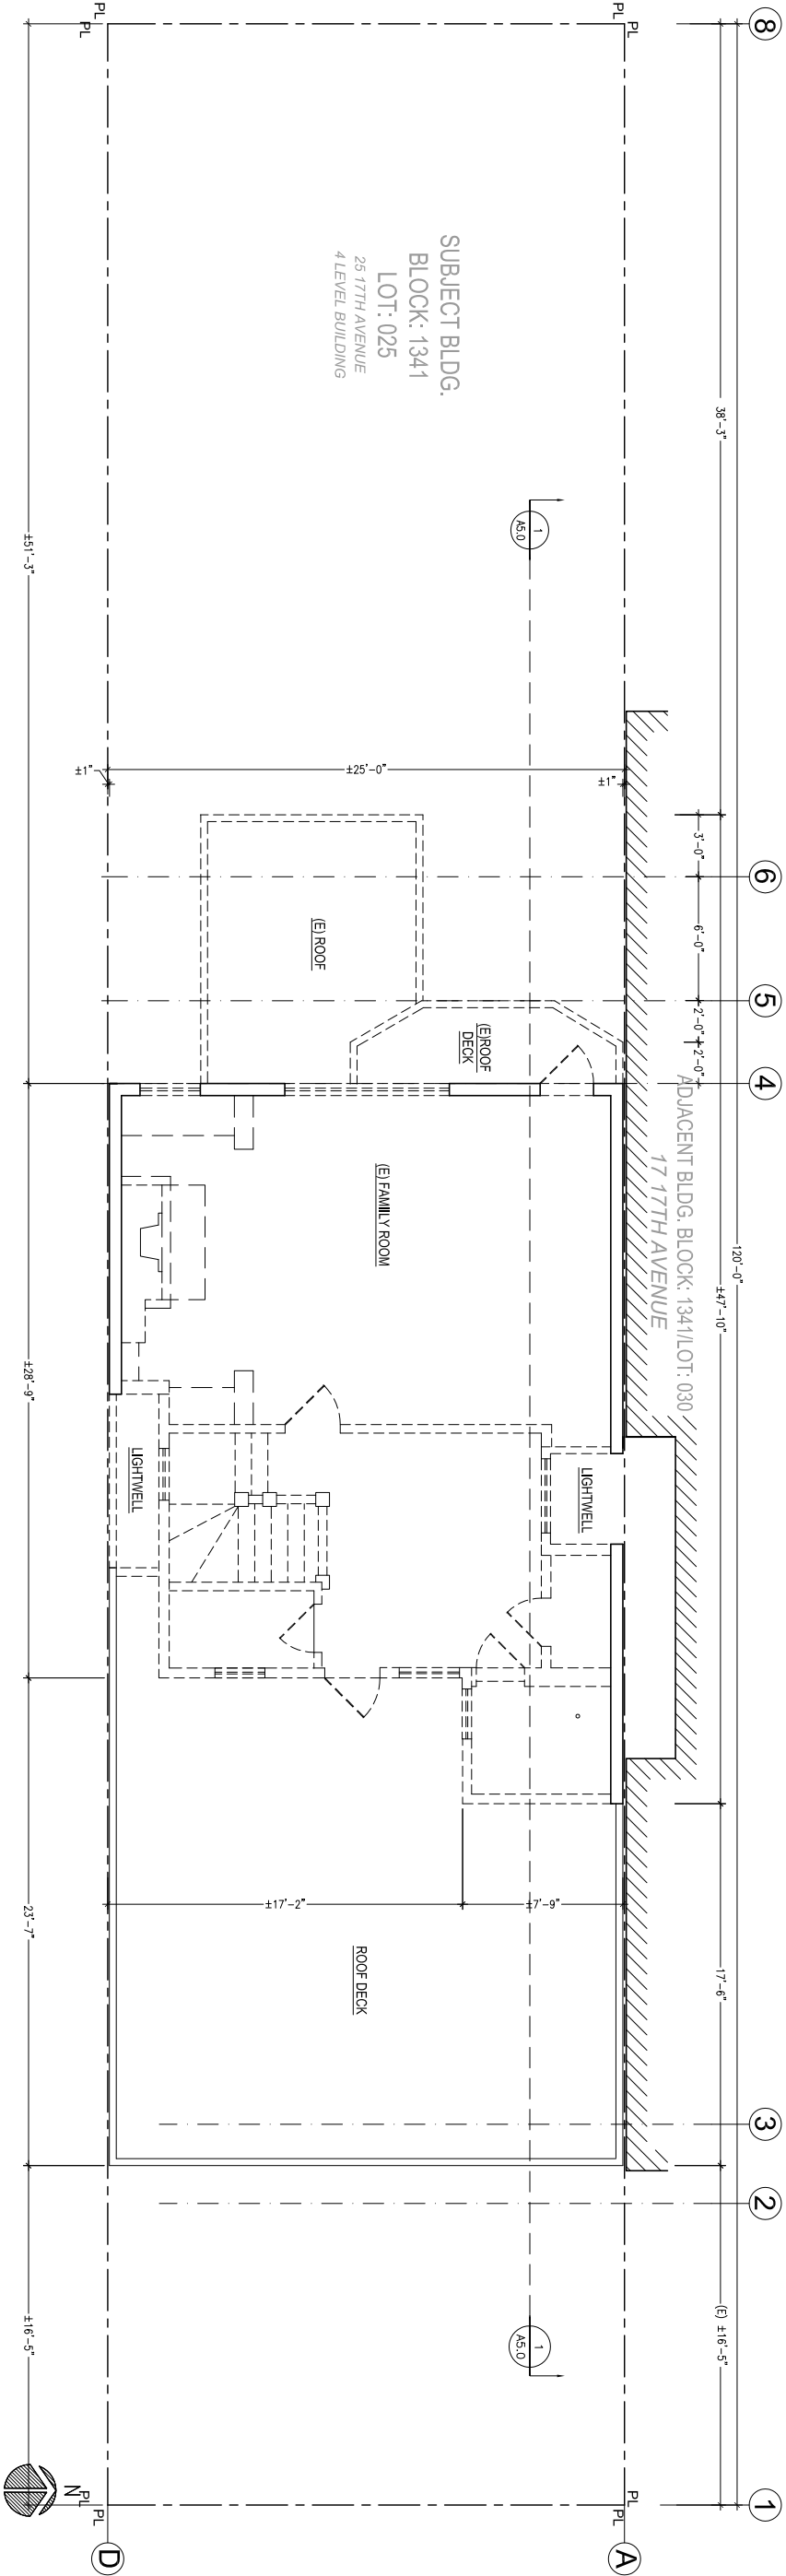 8
PL
PL
PL
PL
38'-3"
120'-0"
SUBJECT BLDG.
BLOCK: 1341
LOT: 025
25 17TH AVENUE
4 LEVEL BUILDING
±51'-3"
1
A5.0
±1"
±25'-0"
±1"
3'-0"
6
6'-0"
5
2'-0"
2'-0"
4
(E) ROOF
(E)ROOF
DECK
ADJACENT BLDG. BLOCK: 1341/LOT: 030
17 17TH AVENUE
±47'-10"
(E) FAMIILY ROOM
±28'-9"
LIGHTWELL
LIGHTWELL
±17'-2"
±7'-9"
23'-7"
17'-6"
ROOF DECK
3
2
1
A5.0
±16'-5"
(E) ±16'-5"
N
PL
PL
PL
PL
1
D
A